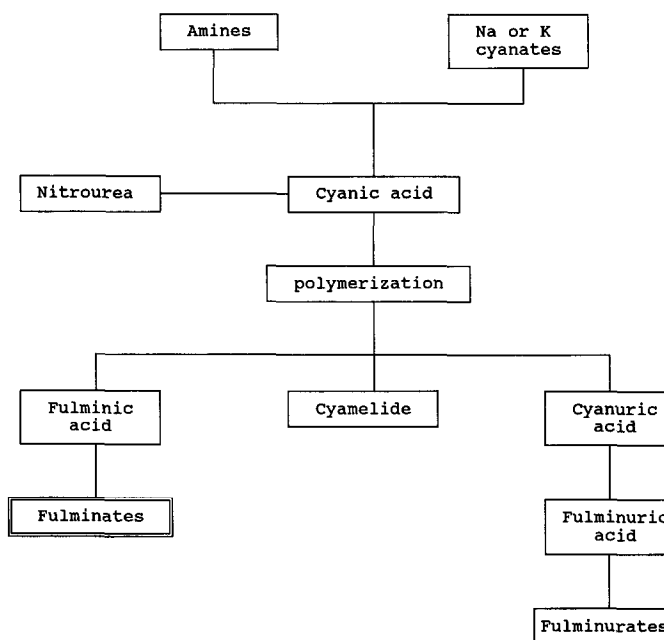 Amines
Na or K
cyanates
Nitrourea
Cyanic acid
polymerization
Fulminic
acid
Cyamelide
Cyanuric
acid
Fulminates
Fulminuric
acid
Fulminurates